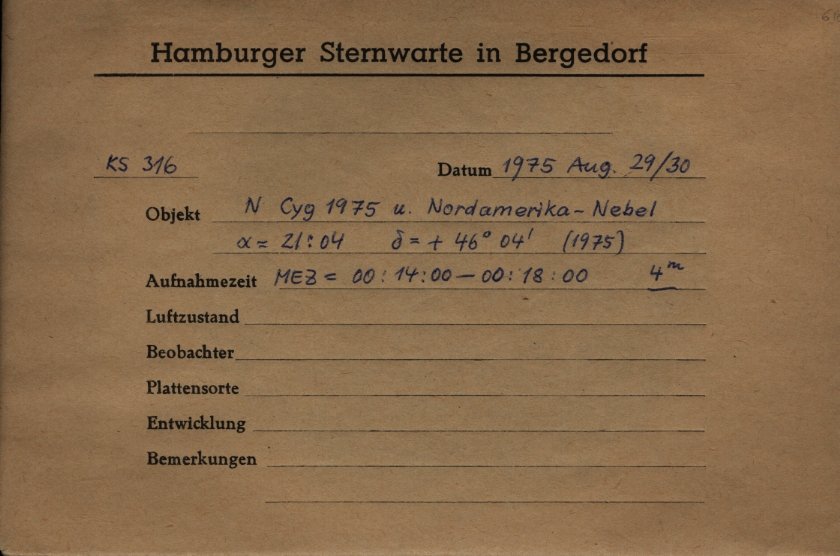 Hamburger Sternwarte in Bergedorf
KS 316 Datum 1975 Aug. 29/30
Objekt N Cyg 1975 u. Nordamerika-Nebel
α = 21:04 δ = + 46° 04' (1975)
Aufnahmezeit MEZ = 00:14:00 — 00:18:00 4ᵐ
Luftzustand
Beobachter
Plattensorte
Entwicklung
Bemerkungen